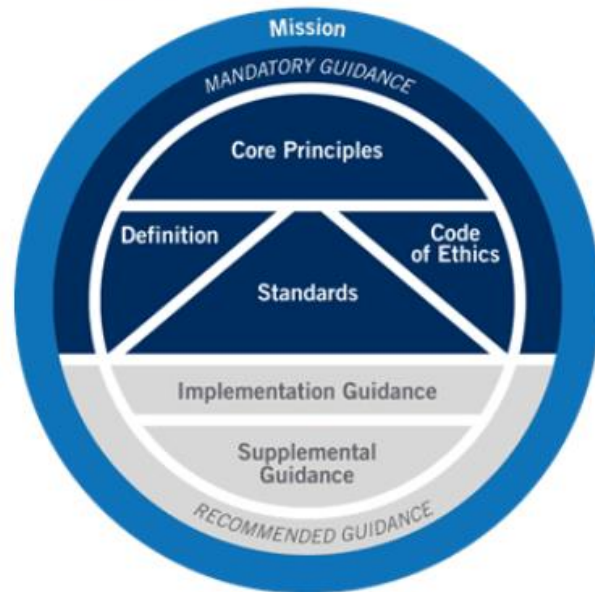 Mission
MANDATORY GUIDANCE
Core Principles
Definition
Code
of Ethics
Standards
Implementation Guidance
Supplemental
Guidance
RECOMMENDED GUIDANCE